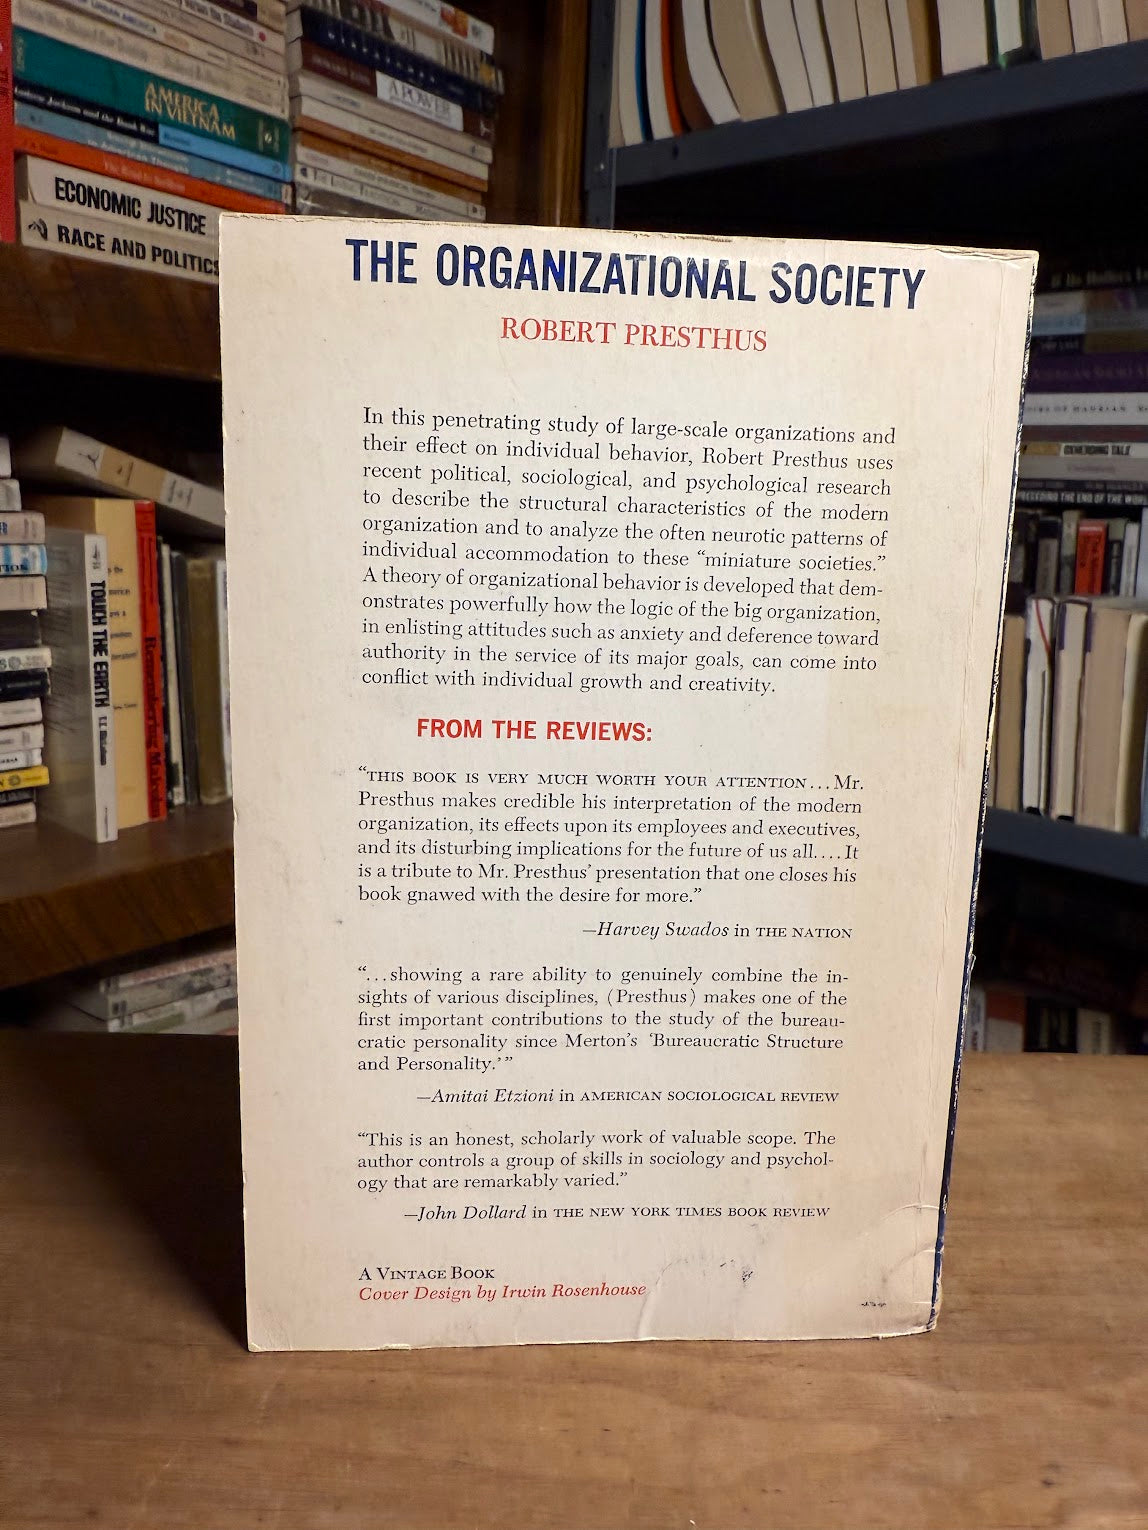 THE ORGANIZATIONAL SOCIETY
ROBERT PRESTHUS
In this penetrating study of large-scale organizations and
their effect on individual behavior, Robert Presthus uses
recent political, sociological, and psychological research
to describe the structural characteristics of the modern
organization and to analyze the often neurotic patterns of
individual accommodation to these “miniature societies.”
A theory of organizational behavior is developed that dem-
onstrates powerfully how the logic of the big organization,
in enlisting attitudes such as anxiety and deference toward
authority in the service of its major goals, can come into
conflict with individual growth and creativity.
FROM THE REVIEWS:
“THIS BOOK IS VERY MUCH WORTH YOUR ATTENTION... Mr.
Presthus makes credible his interpretation of the modern
organization, its effects upon its employees and executives,
and its disturbing implications for the future of us all.... It
is a tribute to Mr. Presthus’ presentation that one closes his
book gnawed with the desire for more.”
—Harvey Swados in THE NATION
“...showing a rare ability to genuinely combine the in-
sights of various disciplines, (Presthus) makes one of the
first important contributions to the study of the bureau-
cratic personality since Merton’s ‘Bureaucratic Structure
and Personality.’”
—Amitai Etzioni in AMERICAN SOCIOLOGICAL REVIEW
“This is an honest, scholarly work of valuable scope. The
author controls a group of skills in sociology and psychol-
ogy that are remarkably varied.”
—John Dollard in THE NEW YORK TIMES BOOK REVIEW
A VINTAGE BOOK
Cover Design by Irwin Rosenhouse
AMERICA
IN VIETNAM
ECONOMIC JUSTICE
RACE AND POLITICS
A POWER
TOUCH THE EARTH